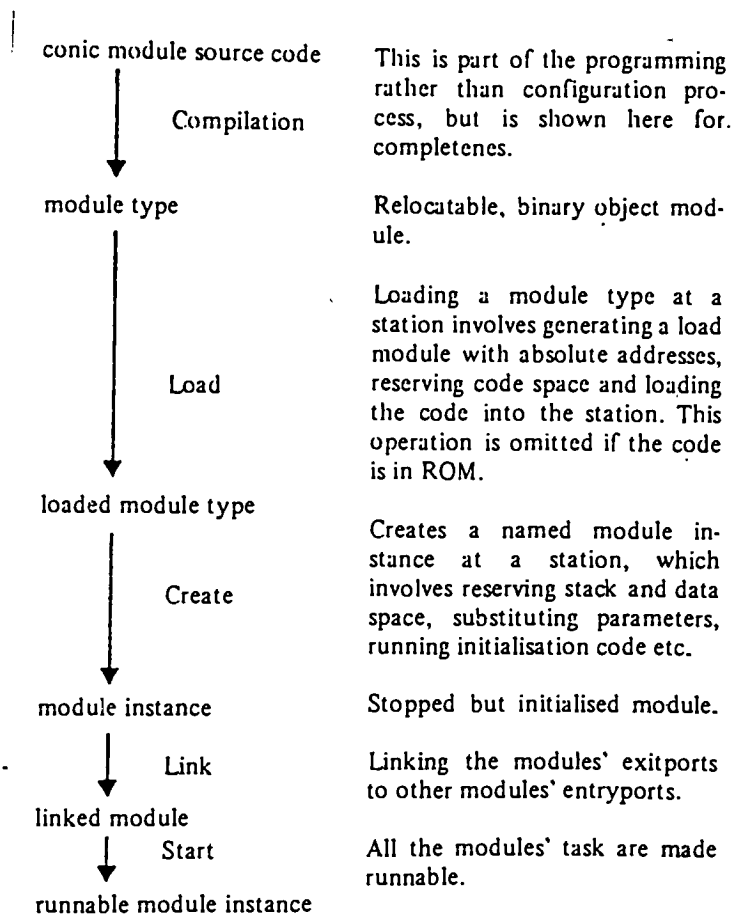 conic module source code
This is part of the programming
rather than configuration pro-
cess, but is shown here for.
completenes.
Compilation
module type
Relocatable, binary object mod-
ule.
Load
Loading a module type at a
station involves generating a load
module with absolute addresses,
reserving code space and loading
the code into the station. This
operation is omitted if the code
is in ROM.
loaded module type
Create
Creates a named module in-
stance at a station, which
involves reserving stack and data
space, substituting parameters,
running initialisation code etc.
module instance
Stopped but initialised module.
Link
Linking the modules' exitports
to other modules' entryports.
linked module
Start
All the modules' task are made
runnable.
runnable module instance